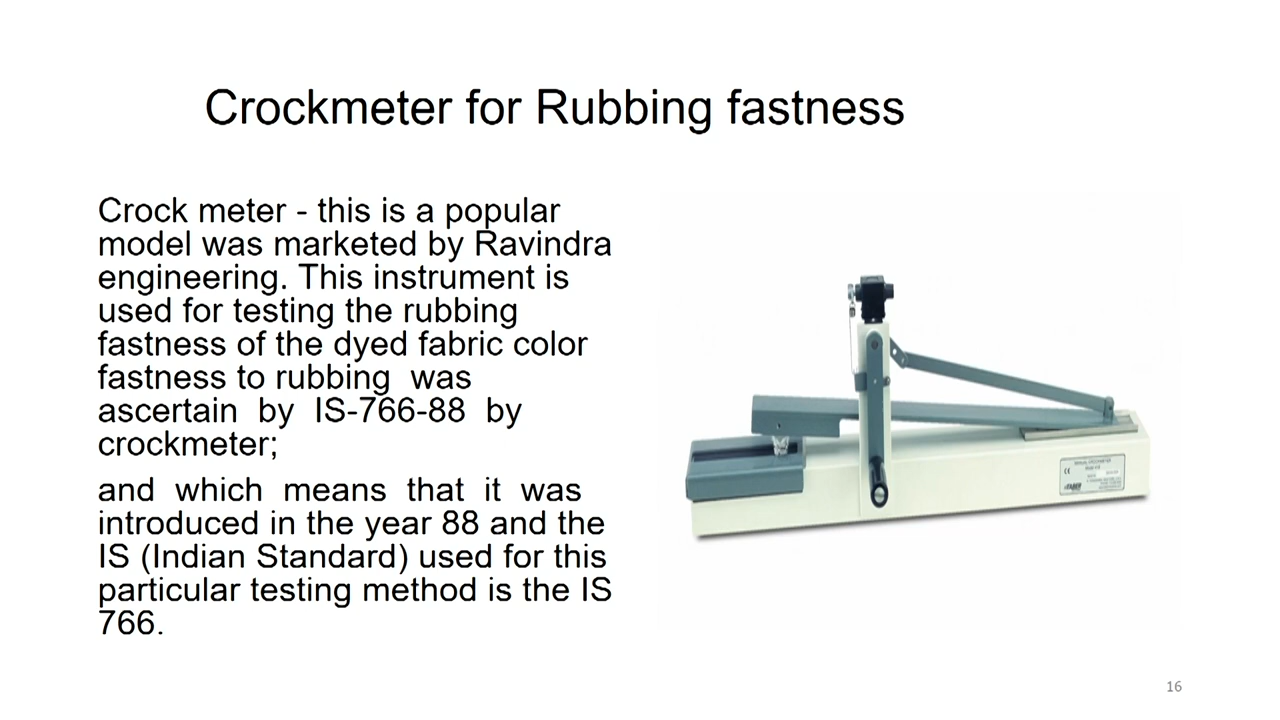 Crockmeter for Rubbing fastness
Crock meter - this is a popular
model was marketed by Ravindra
engineering. This instrument is
used for testing the rubbing
fastness of the dyed fabric color
fastness to rubbing was
ascertain by IS-766-88 by
crockmeter;
and which means that it was
introduced in the year 88 and the
IS (Indian Standard) used for this
particular testing method is the IS
766.
CE
16